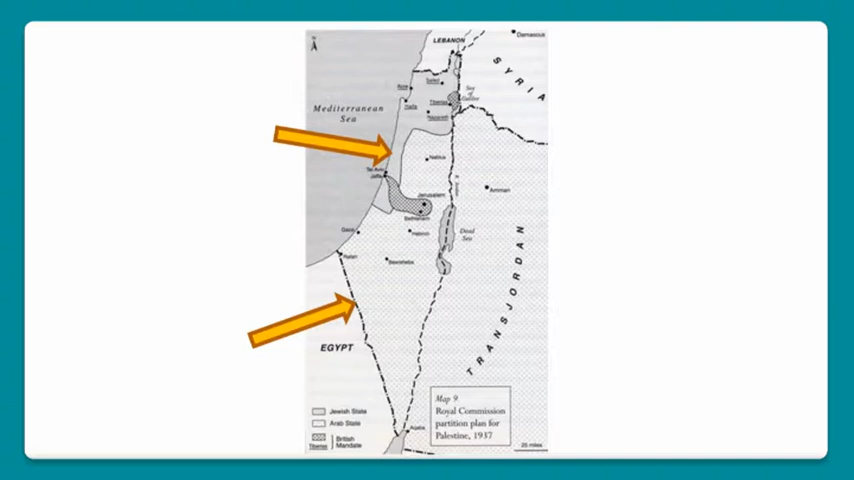 N
LEBANON
Damascus
SYRIA
Mediterranean
Sea
Acre
Safed
Haifa
Tiberias
Sea
of
Galilee
Nazareth
Nablus
Tel Aviv
Jaffa
R. Jordan
Amman
Jerusalem
Bethlehem
Hebron
Dead
Sea
Gaza
Rafah
Beersheba
TRANSJORDAN
EGYPT
Aqaba
Jewish State
Arab State
British
Mandate
Tiberias
Map 9
Royal Commission
partition plan for
Palestine, 1937
25 miles